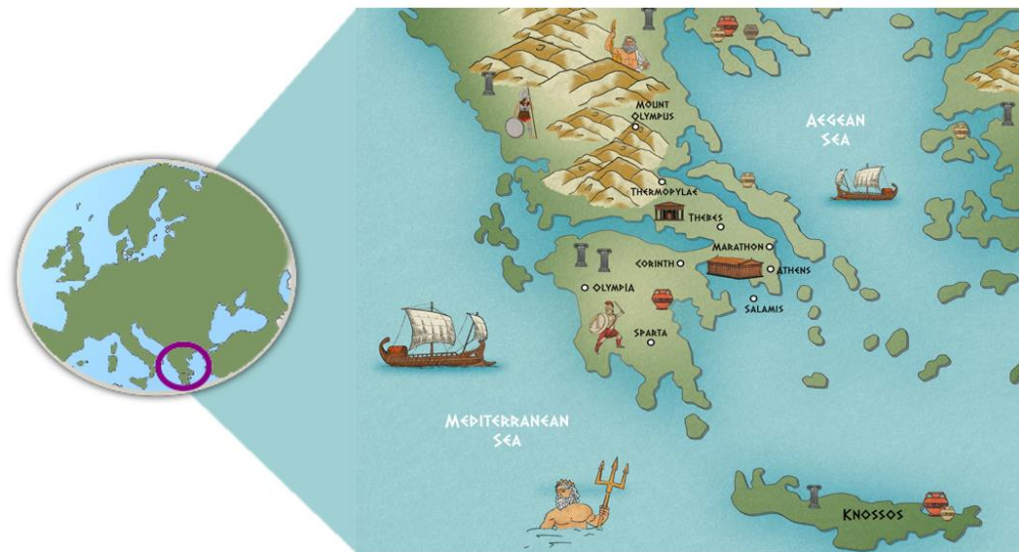 MOUNT
OLYMPUS
AEGEAN
SEA
THERMOPYLAE
THEBES
MARATHON
CORINTH
ATHENS
OLYMPIA
SALAMIS
SPARTA
MEDITERRANEAN
SEA
KNOSSOS